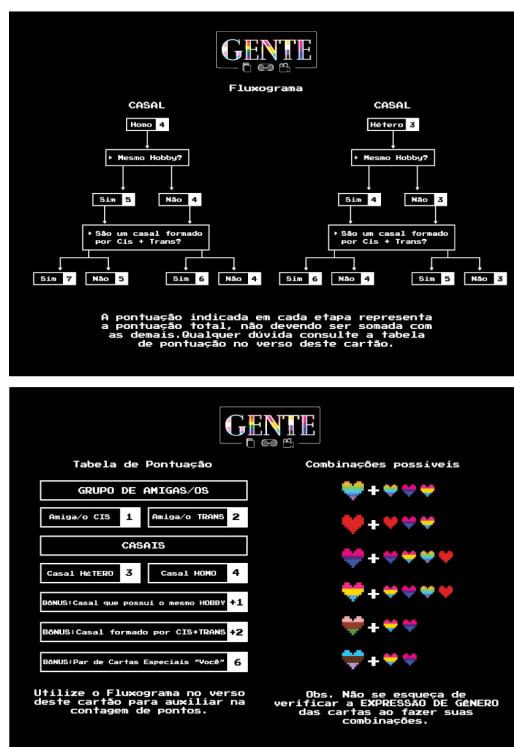 GENTE
Fluxograma
CASAL
Homo 4
▸ Mesmo Hobby?
Sim 5
Não 4
▸ São um casal formado
por Cis + Trans?
Sim 7
Não 5
Sim 6
Não 4
CASAL
Hétero 3
▸ Mesmo Hobby?
Sim 4
Não 3
▸ São um casal formado
por Cis + Trans?
Sim 6
Não 4
Sim 5
Não 3
A pontuação indicada em cada etapa representa
a pontuação total, não devendo ser somada com
as demais.Qualquer dúvida consulte a tabela
de pontuação no verso deste cartão.
GENTE
Tabela de Pontuação
GRUPO DE AMIGAS/OS
Amiga/o CIS 1
Amiga/o TRANS 2
CASAIS
Casal HÉTERO 3
Casal HOMO 4
BÔNUS:Casal que possui o mesmo HOBBY +1
BÔNUS:Casal formado por CIS+TRANS +2
BÔNUS:Par de Cartas Especiais "Você" 6
Utilize o Fluxograma no verso
deste cartão para auxiliar na
contagem de pontos.
Combinações possíveis
+
+
+
+
+
+
Obs. Não se esqueça de
verificar a EXPRESSÃO DE GÊNERO
das cartas ao fazer suas
combinações.